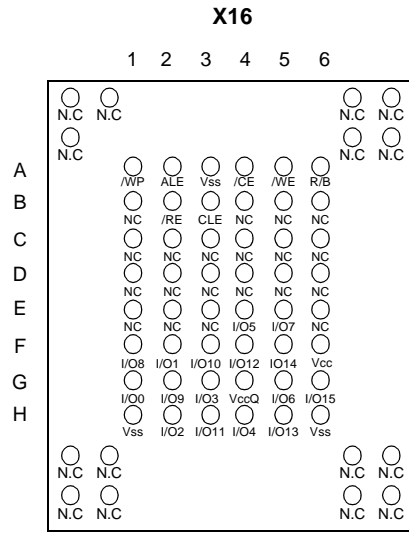 X16
1 2 3 4 5 6
N.C N.C N.C N.C
N.C N.C N.C
A /WP ALE Vss /CE /WE R/B
B NC /RE CLE NC NC NC
C NC NC NC NC NC NC
D NC NC NC NC NC NC
E NC NC NC I/O5 I/O7 NC
F I/O8 I/O1 I/O10 I/O12 IO14 Vcc
G I/O0 I/O9 I/O3 VccQ I/O6 I/O15
H Vss I/O2 I/O11 I/O4 I/O13 Vss
N.C N.C N.C N.C
N.C N.C N.C N.C